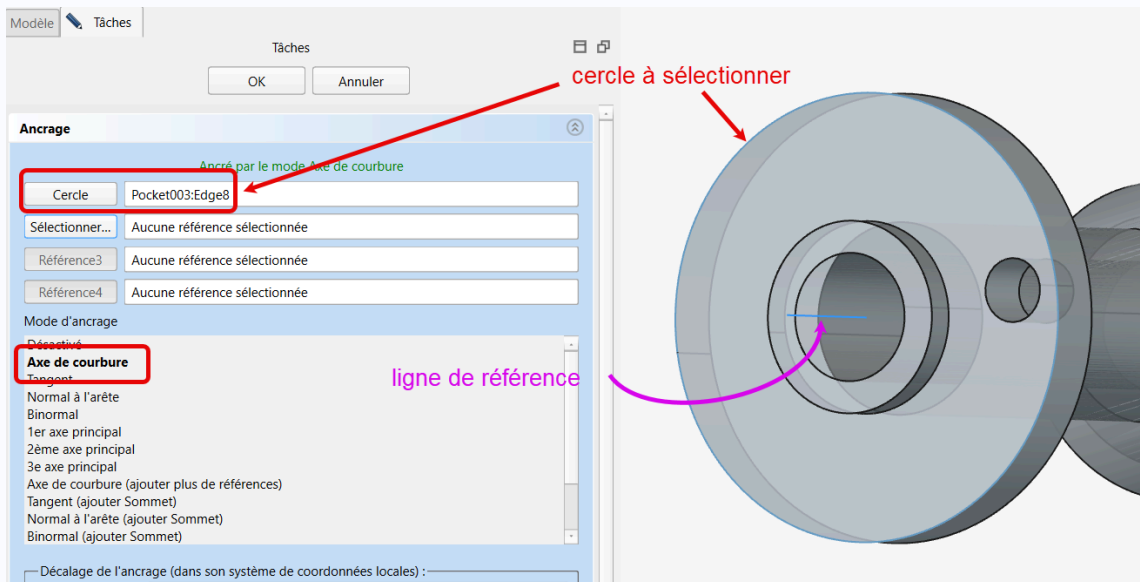 Modèle Tâches
Tâches
OK Annuler
cercle à sélectionner
Ancrage
Ancré par le mode Axe de courbure
Cercle Pocket003:Edge8
Sélectionner... Aucune référence sélectionnée
Référence3 Aucune référence sélectionnée
Référence4 Aucune référence sélectionnée
Mode d'ancrage
Désactivé
Axe de courbure
Tangent
ligne de référence
Normal à l'arête
Binormal
1er axe principal
2ème axe principal
3e axe principal
Axe de courbure (ajouter plus de références)
Tangent (ajouter Sommet)
Normal à l'arête (ajouter Sommet)
Binormal (ajouter Sommet)
Décalage de l'ancrage (dans son système de coordonnées locales) :